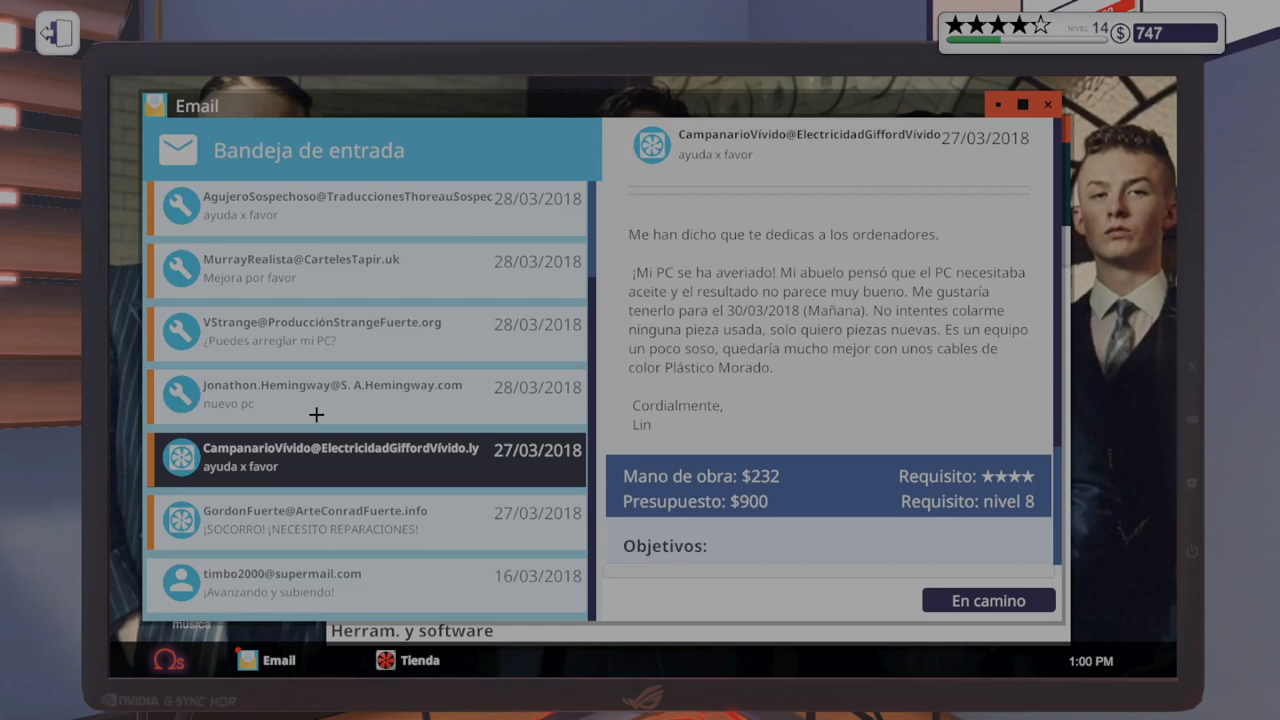 NIVEL 14
$ 747
Email
Bandeja de entrada
AgujeroSospechoso@TraduccionesThoreauSospec 28/03/2018
ayuda x favor
MurrayRealista@CartelesTapir.uk 28/03/2018
Mejora por favor
VStrange@ProducciónStrangeFuerte.org 28/03/2018
¿Puedes arreglar mi PC?
Jonathon.Hemingway@S. A.Hemingway.com 28/03/2018
nuevo pc
CampanarioVívido@ElectricidadGiffordVívido.ly 27/03/2018
ayuda x favor
GordonFuerte@ArteConradFuerte.info 27/03/2018
¡SOCORRO! ¡NECESITO REPARACIONES!
timbo2000@supermail.com 16/03/2018
¡Avanzando y subiendo!
CampanarioVívido@ElectricidadGiffordVívido 27/03/2018
ayuda x favor
Me han dicho que te dedicas a los ordenadores.
¡Mi PC se ha averiado! Mi abuelo pensó que el PC necesitaba
aceite y el resultado no parece muy bueno. Me gustaría
tenerlo para el 30/03/2018 (Mañana). No intentes colarme
ninguna pieza usada, solo quiero piezas nuevas. Es un equipo
un poco soso, quedaría mucho mejor con unos cables de
color Plástico Morado.
Cordialmente,
Lin
Mano de obra: $232 Requisito: ★★★★
Presupuesto: $900 Requisito: nivel 8
Objetivos:
En camino
música
Herram. y software
Ωs Email Tienda 1:00 PM
NVIDIA G-SYNC HDR